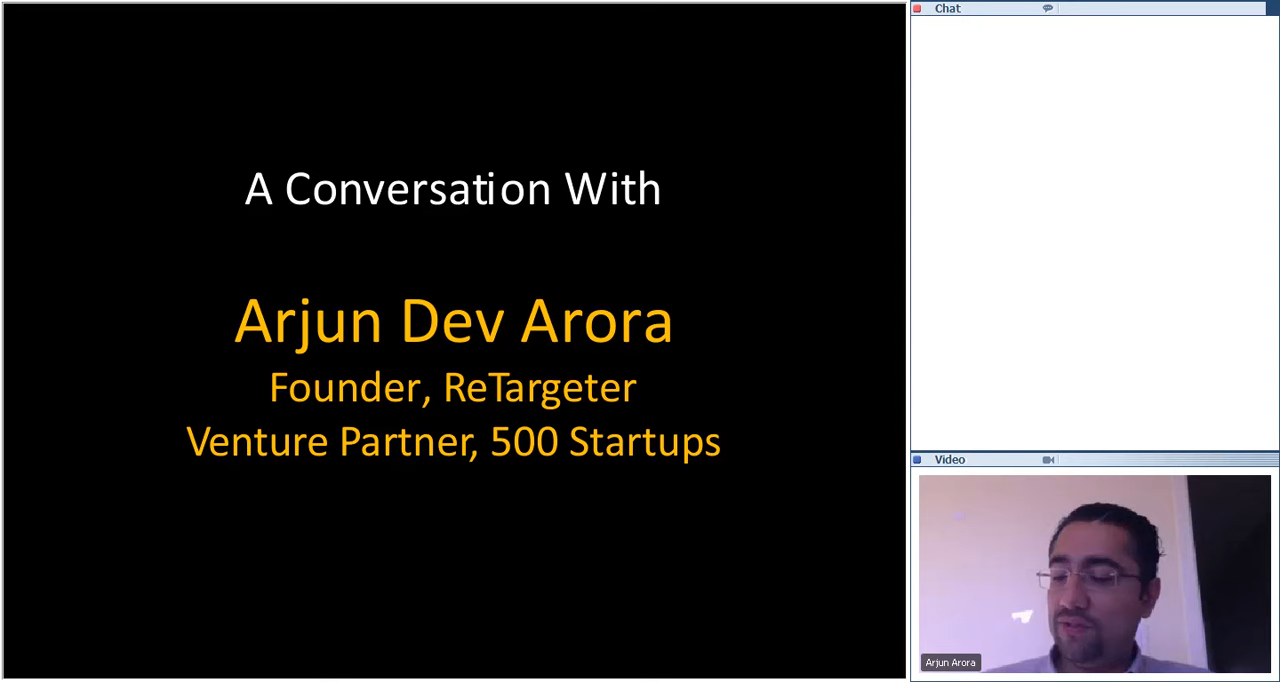 A Conversation With
Arjun Dev Arora
Founder, ReTargeter
Venture Partner, 500 Startups
Chat
Video
Arjun Arora